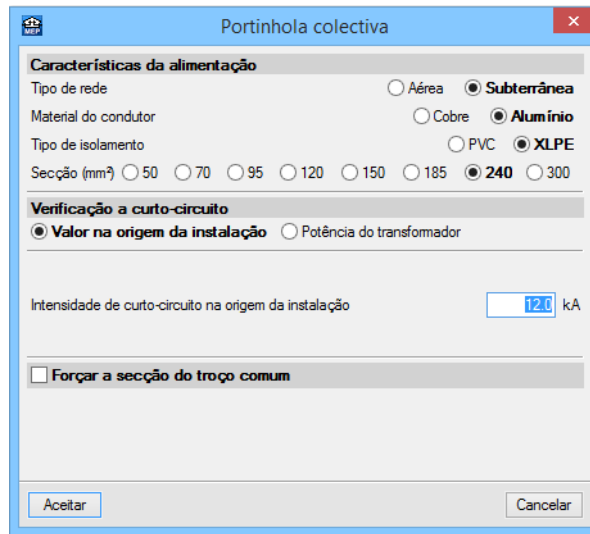 MEP
Portinhola colectiva
Características da alimentação
Tipo de rede Aérea Subterrânea
Material do condutor Cobre Alumínio
Tipo de isolamento PVC XLPE
Secção (mm²) 50 70 95 120 150 185 240 300
Verificação a curto-circuito
Valor na origem da instalação Potência do transformador
Intensidade de curto-circuito na origem da instalação 12.0 kA
Forçar a secção do troço comum
Aceitar Cancelar